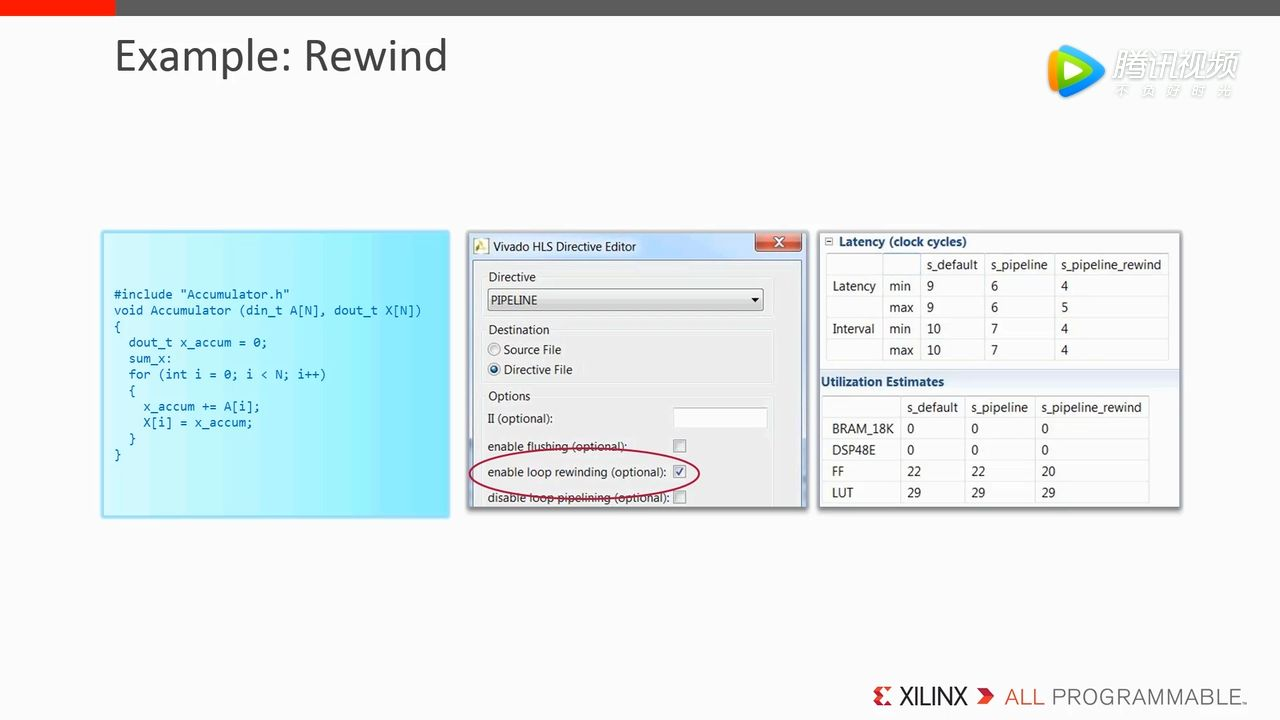 Example: Rewind
腾讯视频
不负好时光
#include "Accumulator.h"
void Accumulator (din_t A[N], dout_t X[N])
{
dout_t x_accum = 0;
sum_x:
for (int i = 0; i < N; i++)
{
x_accum += A[i];
X[i] = x_accum;
}
}
Vivado HLS Directive Editor
Directive
PIPELINE
Destination
Source File
Directive File
Options
II (optional):
enable flushing (optional):
enable loop rewinding (optional):
disable loop pipelining (optional):
Latency (clock cycles)
s_default s_pipeline s_pipeline_rewind
Latency min 9 6 4
max 9 6 5
Interval min 10 7 4
max 10 7 4
Utilization Estimates
s_default s_pipeline s_pipeline_rewind
BRAM_18K 0 0 0
DSP48E 0 0 0
FF 22 22 20
LUT 29 29 29
XILINX ALL PROGRAMMABLE™